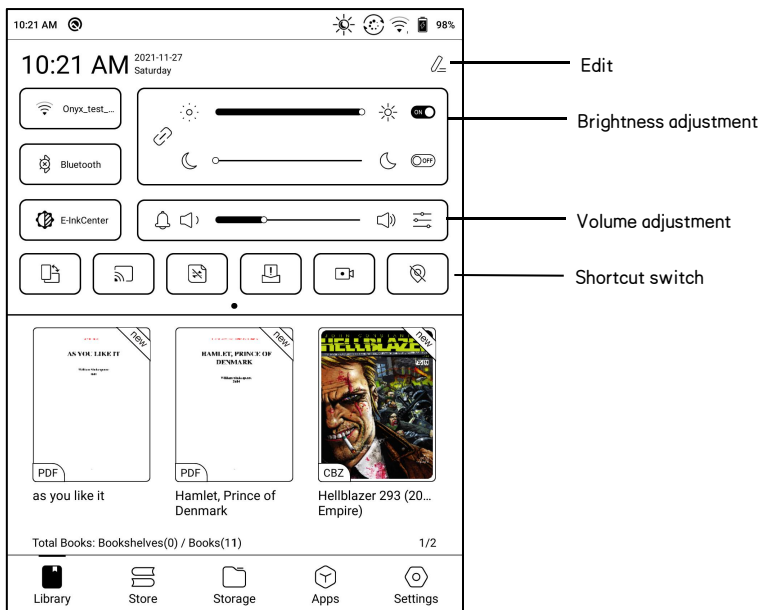 10:21 AM 98%
10:21 AM 2021-11-27
Saturday
Edit
Onyx_test_...
ON
Brightness adjustment
Bluetooth
OFF
E-InkCenter
Volume adjustment
Shortcut switch
new new new
AS YOU LIKE IT
HAMLET, PRINCE OF
DENMARK
HELLBLAZER
PDF PDF CBZ
as you like it
Hamlet, Prince of
Denmark
Hellblazer 293 (20...
Empire)
Total Books: Bookshelves(0) / Books(11) 1/2
Library Store Storage Apps Settings